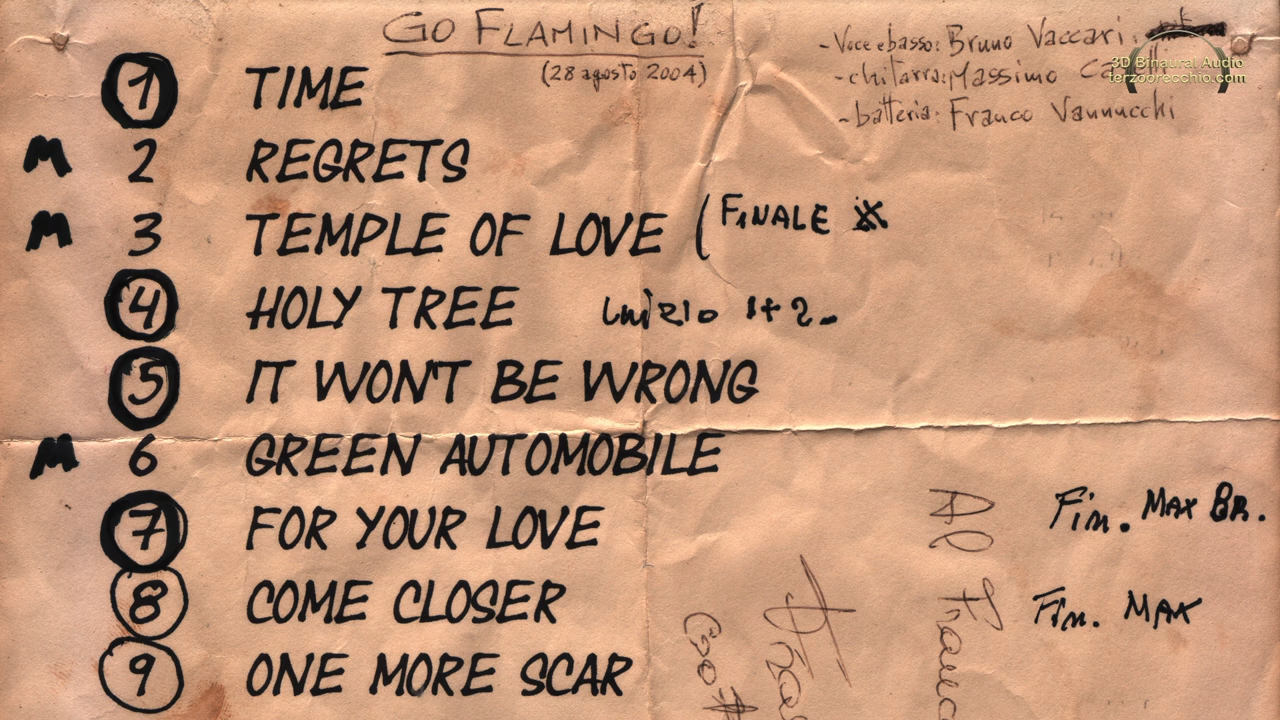 GO FLAMINGO!
(28 agosto 2004)
- Voce e basso: Bruno Vaccari
- chitarra: Massimo
- batteria: Franco Vannucchi
3D Binaural Audio
terzoorecchio.com
1 TIME
M 2 REGRETS
M 3 TEMPLE OF LOVE (FINALE
4 HOLY TREE inizio 1+2.
5 IT WON'T BE WRONG
M 6 GREEN AUTOMOBILE
7 FOR YOUR LOVE Fin. MAX BR.
8 COME CLOSER Fin. MAX
9 ONE MORE SCAR